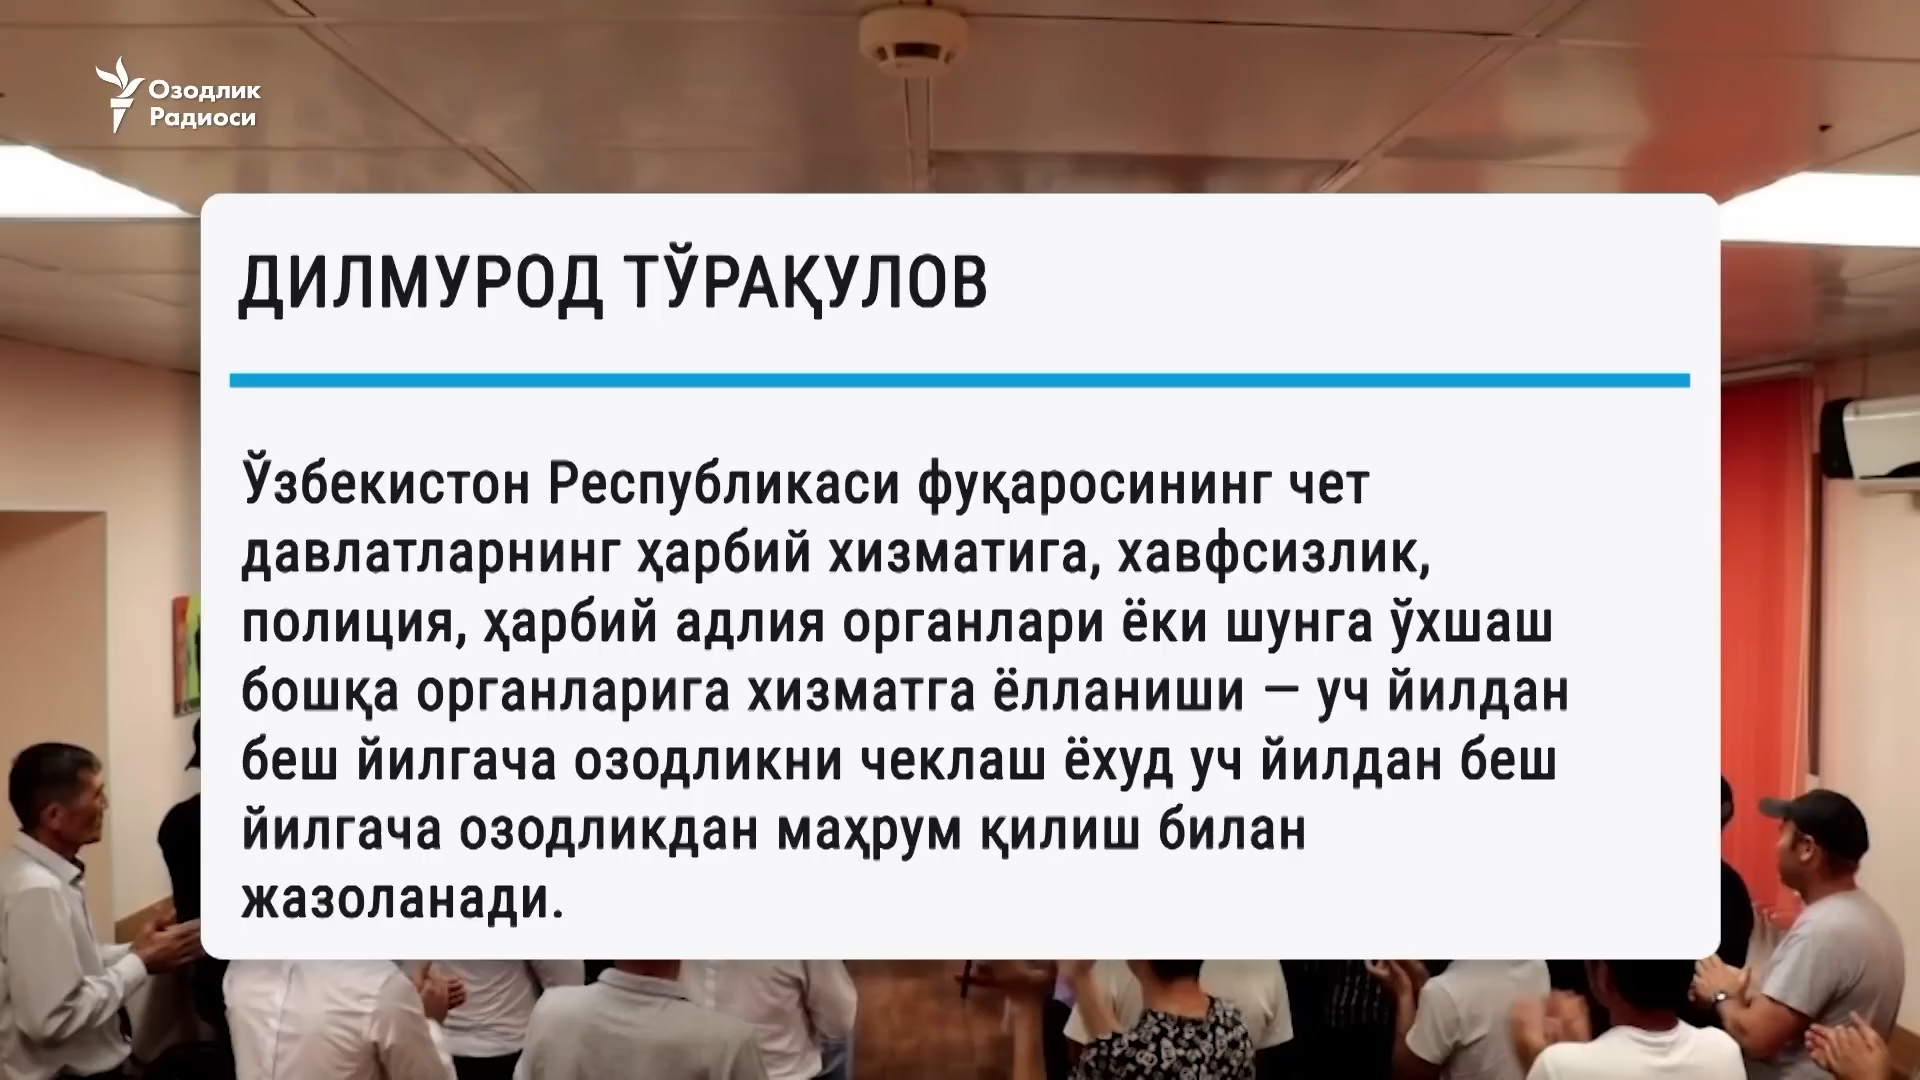 Озодлик
Радиоси
ДИЛМУРОД ТЎРАҚУЛОВ
Ўзбекистон Республикаси фуқаросининг чет
давлатларнинг ҳарбий хизматига, хавфсизлик,
полиция, ҳарбий адлия органлари ёки шунга ўхшаш
бошқа органларига хизматга ёлланиши — уч йилдан
беш йилгача озодликни чеклаш ёхуд уч йилдан беш
йилгача озодликдан маҳрум қилиш билан
жазоланади.